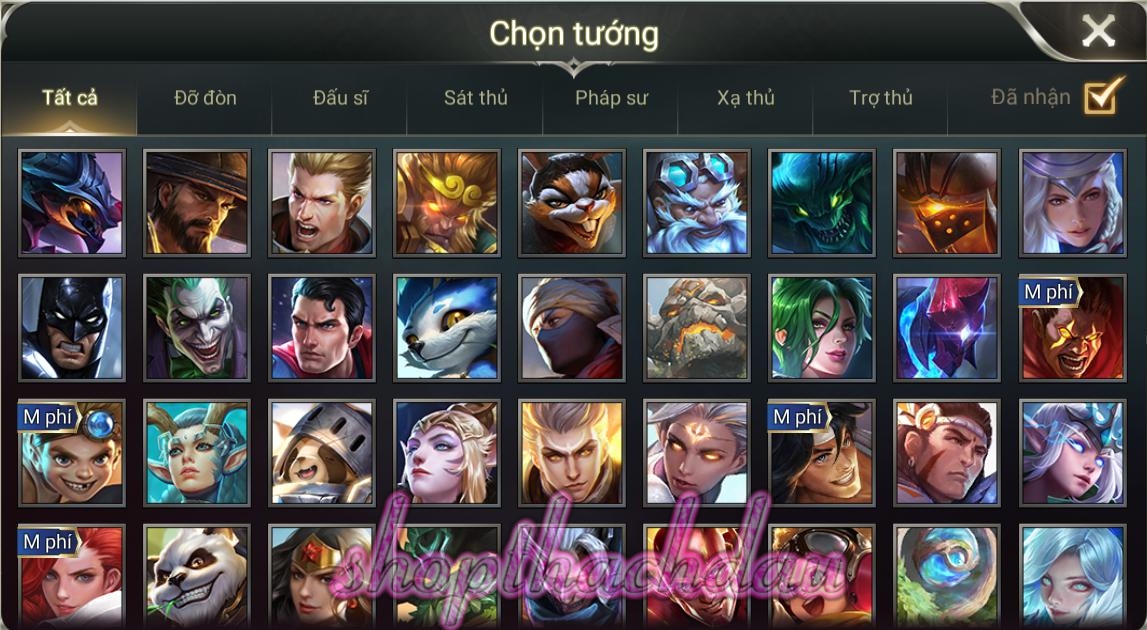 Chọn tướng
Tất cả
Đỡ đòn
Đấu sĩ
Sát thủ
Pháp sư
Xạ thủ
Trợ thủ
Đã nhận
M phí
M phí
M phí
M phí
shopthachdau